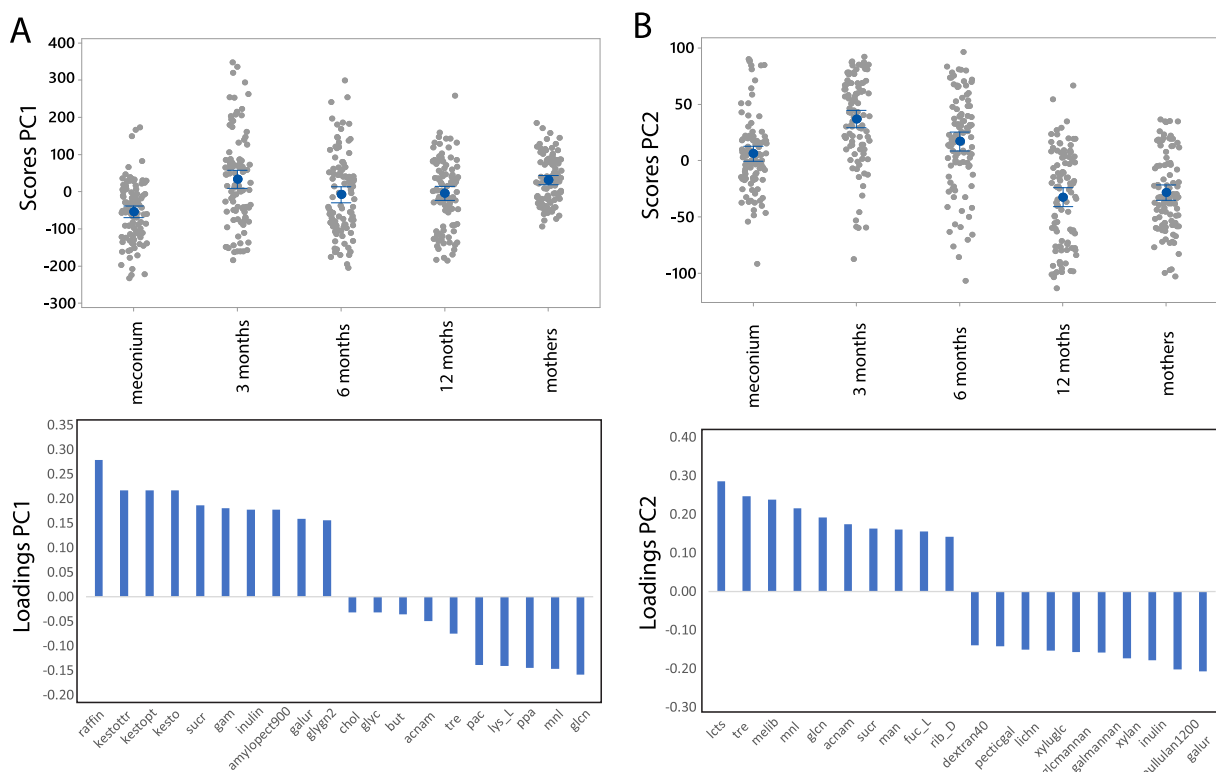 A
Scores PC1
400
300
200
100
0
-100
-200
-300
meconium
3 months
6 months
12 moths
mothers
B
Scores PC2
100
50
0
-50
-100
meconium
3 months
6 months
12 months
mothers
Loadings PC1
0.35
0.35
0.25
0.20
0.15
0.10
0.05
0.00
-0.05
-0.10
-0.15
-0.20
raffin
kesottr
kestopt
kesto
sucr
gam
inulin
amylopect900
galur
glygn2
chol
glyc
but
acnam
tre
pac
lys_L
ppa
mnl
glcn
Loadings PC2
0.40
0.30
0.20
0.10
0.00
-0.10
-0.20
-0.30
lcts
tre
melib
mnl
glcn
acnam
sucr
man
fuc_L
rib_D
dextran40
pecticgal
lichn
xyluglc
glcmannan
galmannan
xylan
inulin
pullulan1200
galur